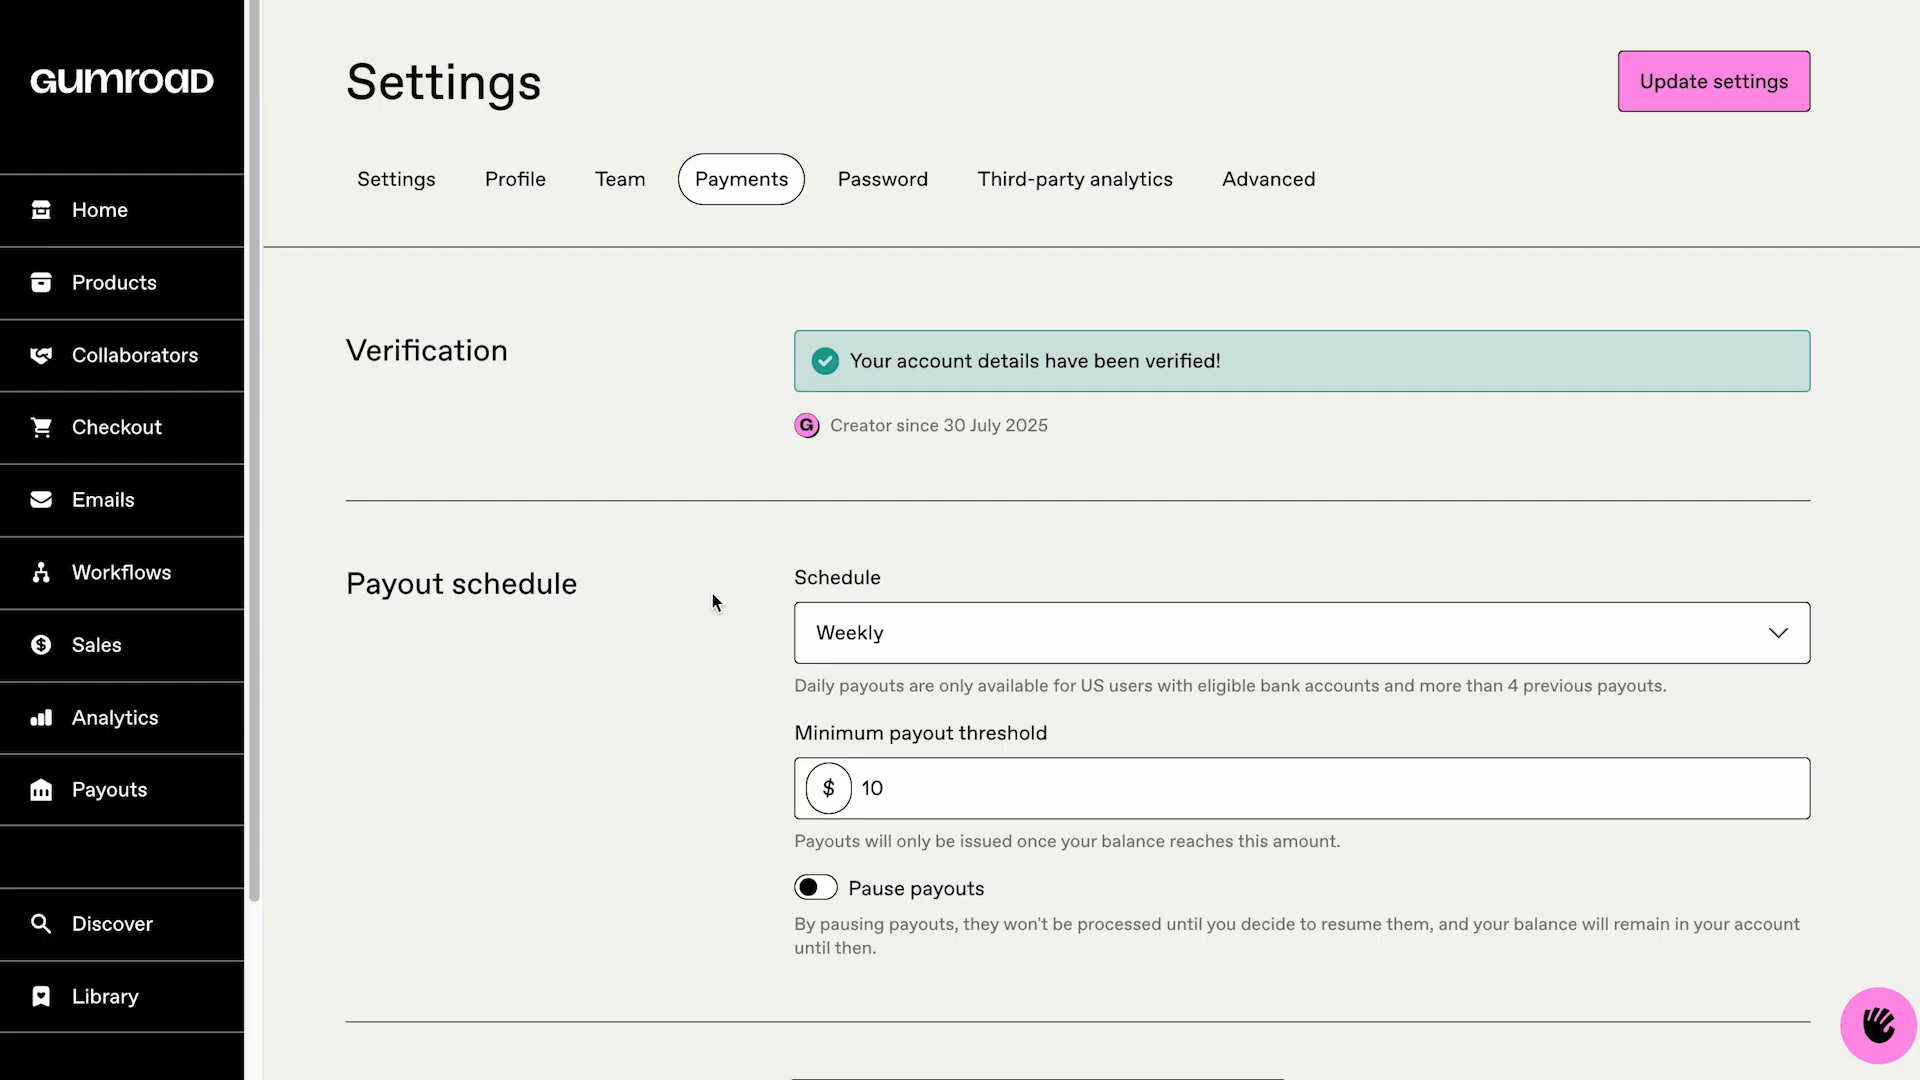 GUMROAD
Home
Products
Collaborators
Checkout
Emails
Workflows
Sales
Analytics
Payouts
Discover
Library
Settings
Update settings
Settings
Profile
Team
Payments
Password
Third-party analytics
Advanced
Verification
Your account details have been verified!
G
Creator since 30 July 2025
Payout schedule
Schedule
Weekly
Daily payouts are only available for US users with eligible bank accounts and more than 4 previous payouts.
Minimum payout threshold
$ 10
Payouts will only be issued once your balance reaches this amount.
Pause payouts
By pausing payouts, they won't be processed until you decide to resume them, and your balance will remain in your account
until then.